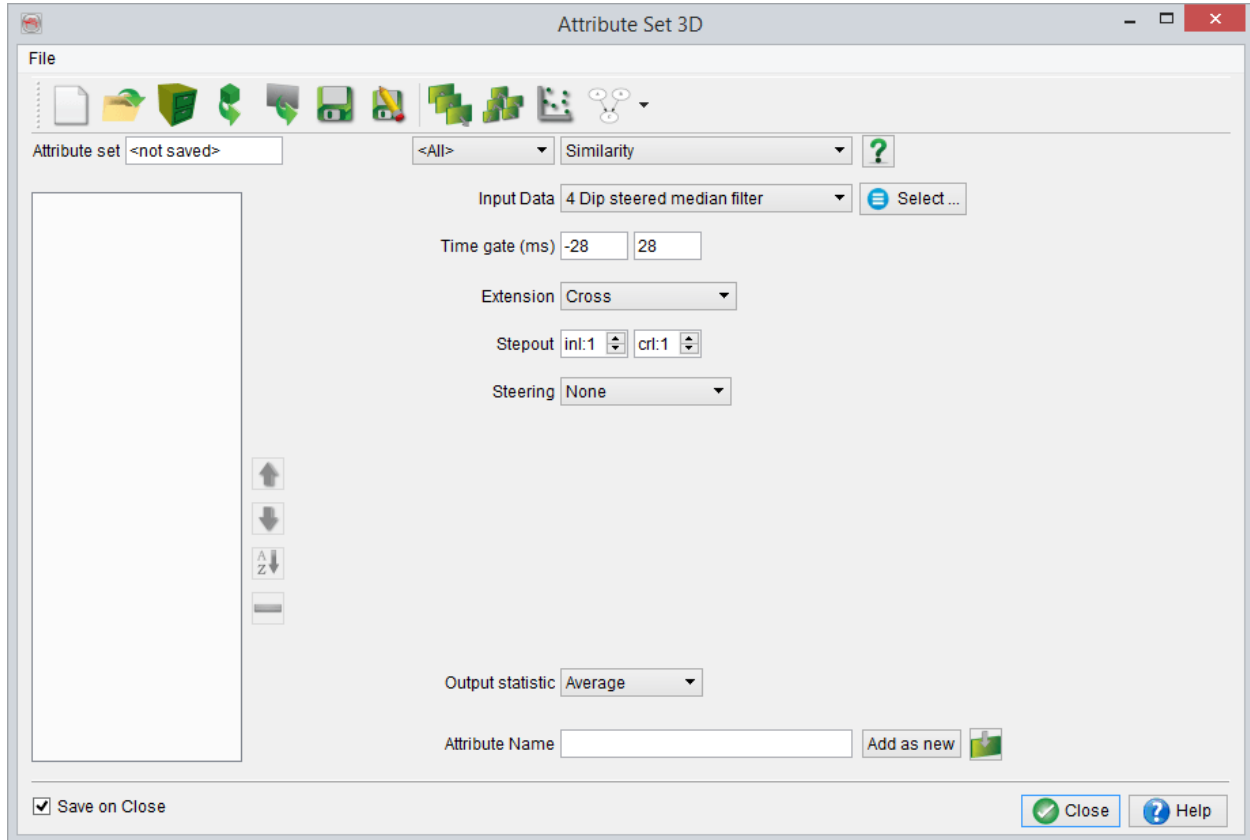 Attribute Set 3D
File
Attribute set <not saved> <All> Similarity ?
Input Data 4 Dip steered median filter Select ...
Time gate (ms) -28 28
Extension Cross
Stepout inl:1 crl:1
Steering None
A
Z
Output statistic Average
Attribute Name Add as new
Save on Close Close ? Help